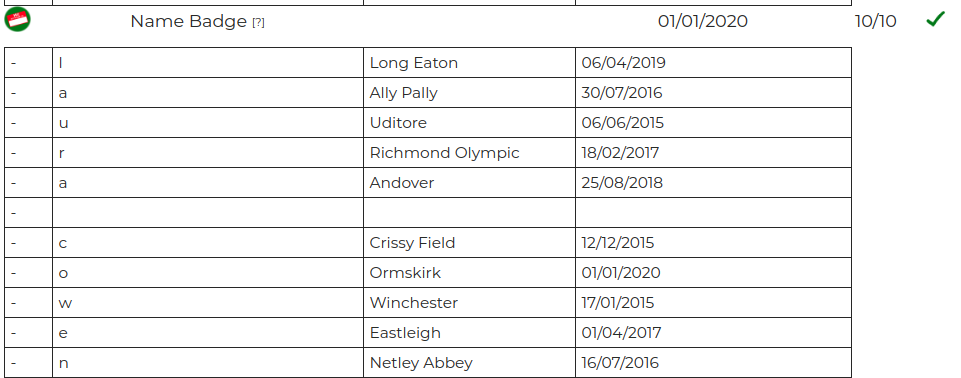 Name Badge [?] 01/01/2020 10/10
- l Long Eaton 06/04/2019
- a Ally Pally 30/07/2016
- u Uditore 06/06/2015
- r Richmond Olympic 18/02/2017
- a Andover 25/08/2018
-
- c Crissy Field 12/12/2015
- o Ormskirk 01/01/2020
- w Winchester 17/01/2015
- e Eastleigh 01/04/2017
- n Netley Abbey 16/07/2016